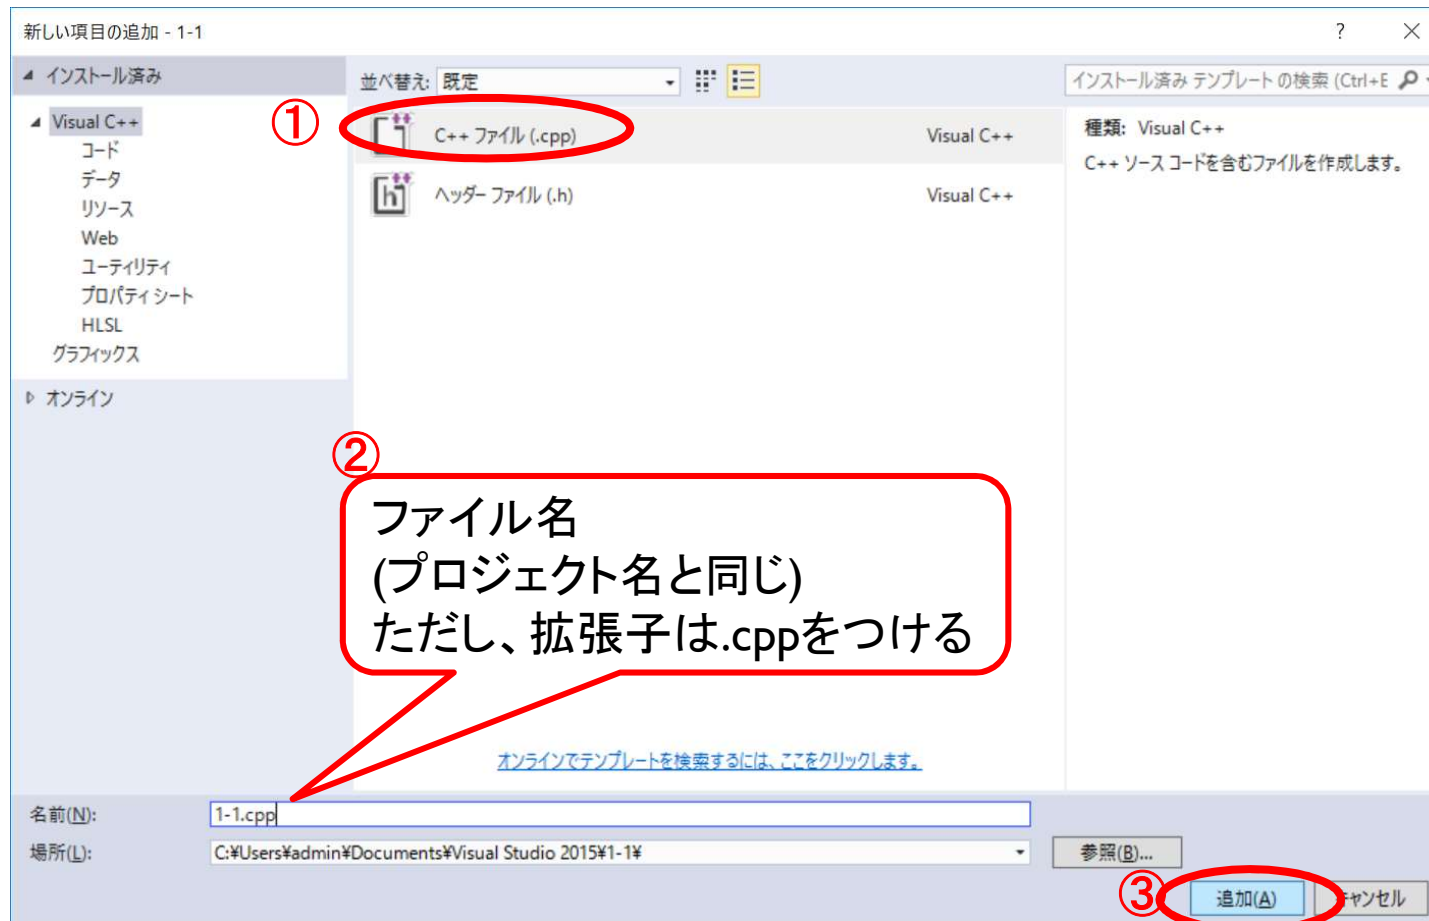 新しい項目の追加 - 1-1
?
インストール済み
並べ替え: 既定
インストール済み テンプレート の検索 (Ctrl+E
Visual C++
コード
データ
リソース
Web
ユーティリティ
プロパティ シート
HLSL
グラフィックス
オンライン
①
C++ ファイル (.cpp) Visual C++
ヘッダー ファイル (.h) Visual C++
種類: Visual C++
C++ ソース コードを含むファイルを作成します。
②
ファイル名
(プロジェクト名と同じ)
ただし、拡張子は.cppをつける
オンラインでテンプレートを検索するには、ここをクリックします。
名前(N): 1-1.cpp
場所(L): C:¥Users¥admin¥Documents¥Visual Studio 2015¥1-1¥ 参照(B)...
③ 追加(A) キャンセル